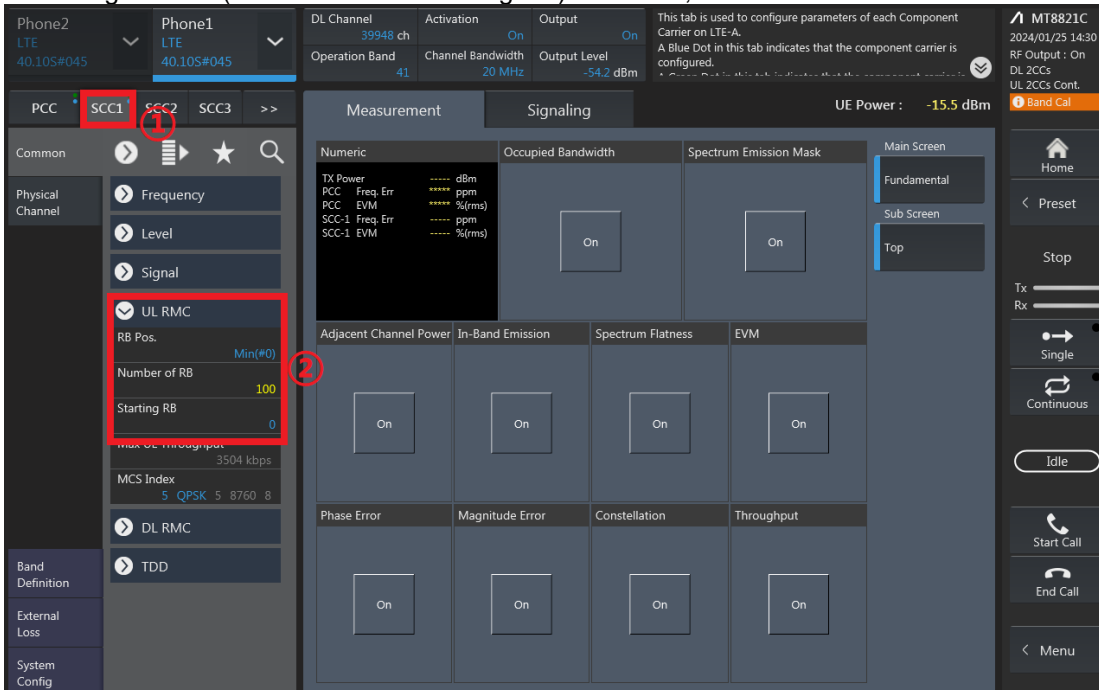 Phone2
LTE
40.10S#045
Phone1
LTE
40.10S#045
DL Channel
39948 ch
Activation
On
Output
On
Operation Band
41
Channel Bandwidth
20 MHz
Output Level
-54.2 dBm
This tab is used to configure parameters of each Component
Carrier on LTE-A.
A Blue Dot in this tab indicates that the component carrier is
configured.
MT8821C
2024/01/25 14:30
RF Output : On
DL 2CCs
UL 2CCs Cont.
Band Cal
PCC
SCC1
SCC2
SCC3
>>
①
Measurement
Signaling
UE Power : -15.5 dBm
Common
Physical
Channel
Frequency
Level
Signal
UL RMC
RB Pos.
Min(#0)
Number of RB
100
Starting RB
0
②
Max UL Throughput
3504 kbps
MCS Index
5 QPSK 5 8760 8
DL RMC
TDD
Band
Definition
External
Loss
System
Config
Numeric
TX Power ----- dBm
PCC Freq. Err ***** ppm
PCC EVM ***** %(rms)
SCC-1 Freq. Err ----- ppm
SCC-1 EVM ----- %(rms)
Occupied Bandwidth
On
Spectrum Emission Mask
On
Main Screen
Fundamental
Sub Screen
Top
Adjacent Channel Power
On
In-Band Emission
On
Spectrum Flatness
On
EVM
On
Phase Error
On
Magnitude Error
On
Constellation
On
Throughput
On
Home
< Preset
Stop
Tx
Rx
Single
Continuous
Idle
Start Call
End Call
< Menu